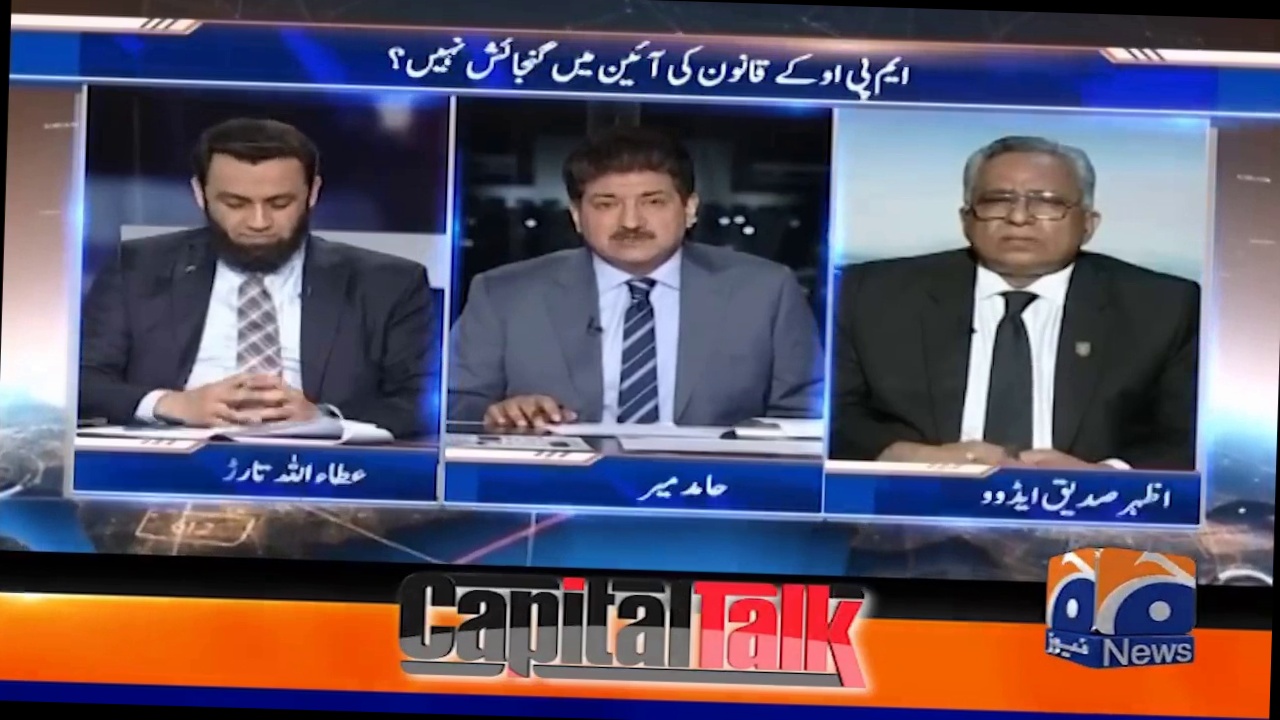 ایم پی او کے قانون کی آئین میں گنجائش نہیں؟
عطاء اللہ تارڑ
حامد میر
اظہر صدیق ایڈوو
Capital Talk
جیو
نیوز News